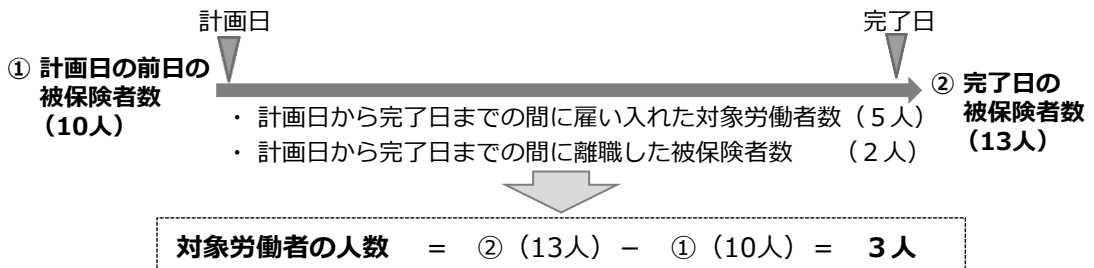 計画日
完了日
① 計画日の前日の
被保険者数
（10人）
② 完了日の
被保険者数
（13人）
・ 計画日から完了日までの間に雇い入れた対象労働者数（５人）
・ 計画日から完了日までの間に離職した被保険者数　　（２人）
対象労働者の人数　＝　②（13人）－　①（10人）＝　３人